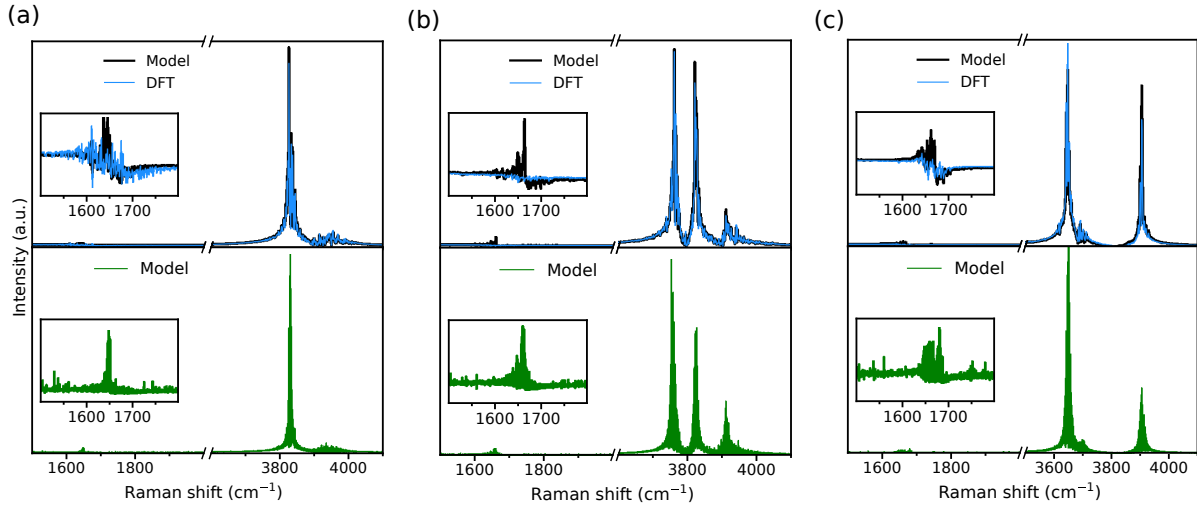 (a)
Model
DFT
1600 1700
Model
1600 1700
1600 1800 3800 4000
Raman shift (cm⁻¹)
Intensity (a.u.)
(b)
Model
DFT
1600 1700
Model
1600 1700
1600 1800 3800 4000
Raman shift (cm⁻¹)
(c)
Model
DFT
1600 1700
Model
1600 1700
1600 1800 3600 3800 4000
Raman shift (cm⁻¹)